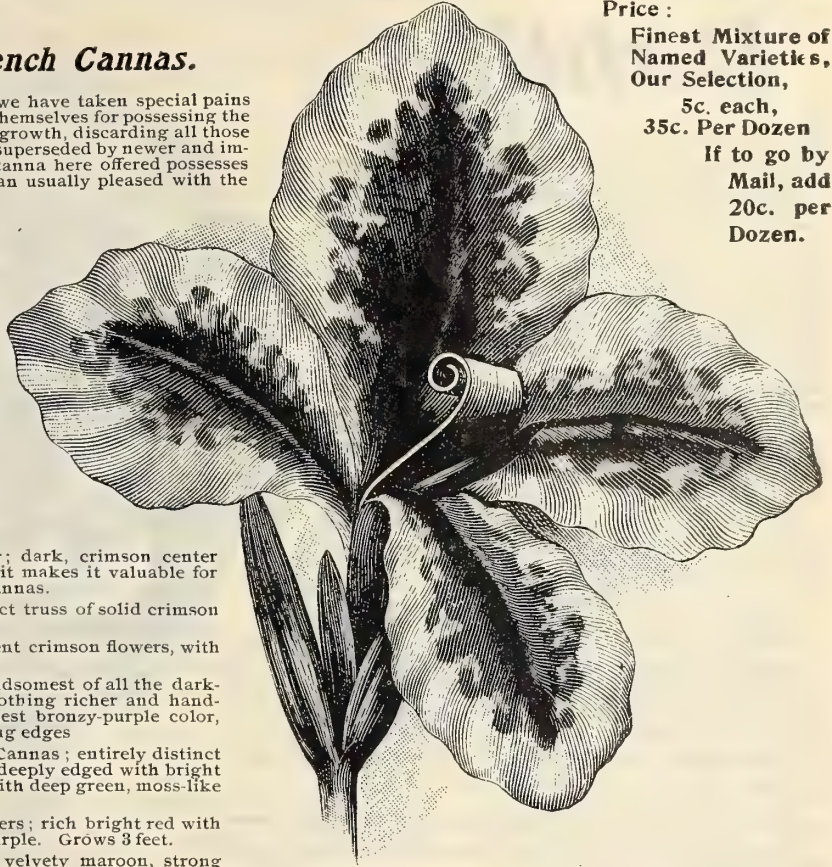 ench Cannas.
we have taken special pains
hemselves for possessing the
growth, discarding all those
superseded by newer and im-
anna here offered possesses
an usually pleased with the
Price :
Finest Mixture of
Named Varieties,
Our Selection,
5c. each,
35c. Per Dozen
If to go by
Mail, add
20c. per
Dozen.
; dark, crimson center
it makes it valuable for
nnas.
ct truss of solid crimson
ent crimson flowers, with
dsomest of all the dark-
othing richer and hand-
est bronzy-purple color,
ng edges
Cannas ; entirely distinct
deeply edged with bright
ith deep green, moss-like
ers ; rich bright red with
rple. Grows 3 feet.
velvety maroon, strong